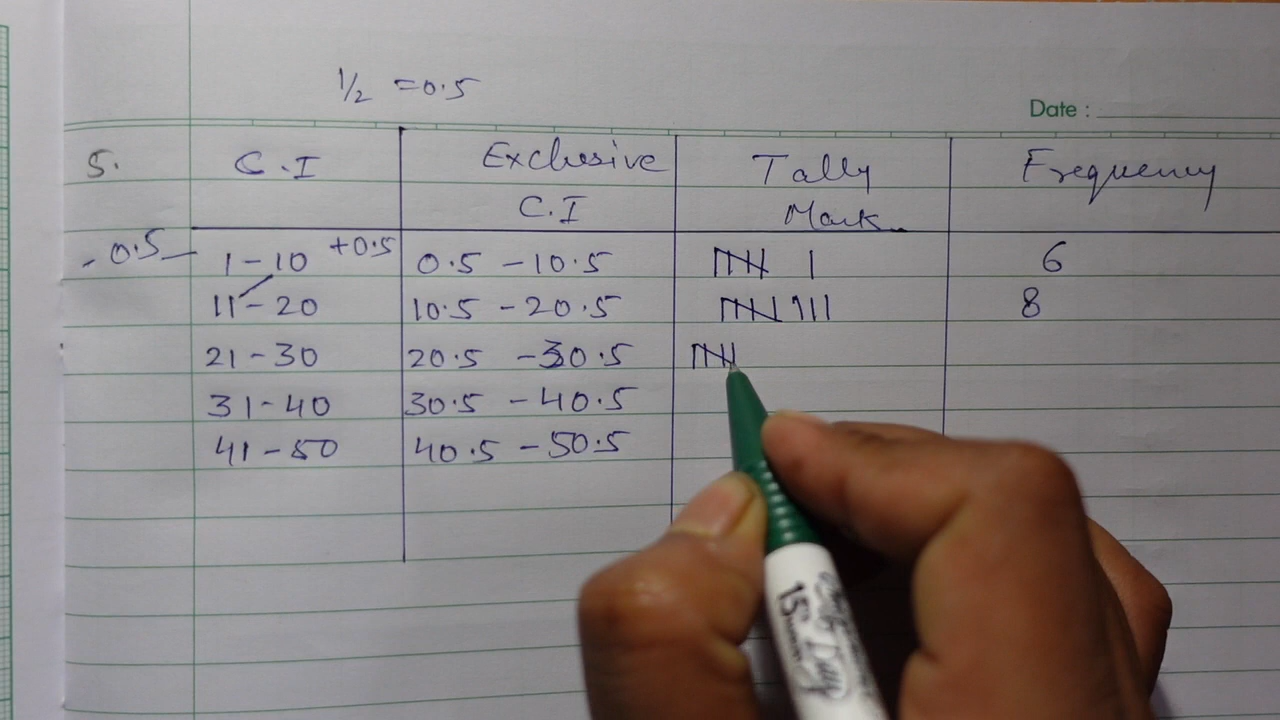 1/2 = 0.5
Date :
5. C.I Exclusive C.I Tally Mark Frequency
- 0.5 1 - 10 +0.5 0.5 - 10.5 6
11 - 20 10.5 - 20.5 8
21 - 30 20.5 - 30.5
31 - 40 30.5 - 40.5
41 - 50 40.5 - 50.5
15